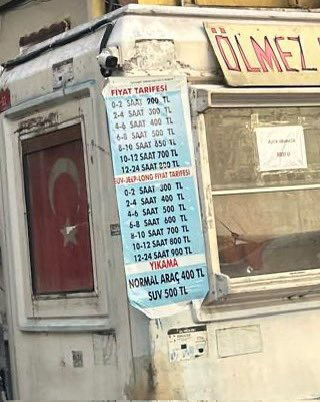 ÖLMEZ
FİYAT TARİFESİ
0-2 SAAT 200 TL
2-4 SAAT 300 TL
4-6 SAAT 400 TL
6-8 SAAT 500 TL
8-10 SAAT 650 TL
10-12 SAAT 700 TL
12-24 SAAT 800 TL
SUV-JEEP-LONG FİYAT TARİFESİ
0-2 SAAT 300 TL
2-4 SAAT 400 TL
4-6 SAAT 500 TL
6-8 SAAT 600 TL
8-10 SAAT 700 TL
10-12 SAAT 800 TL
12-24 SAAT 900 TL
YIKAMA
NORMAL ARAÇ 400 TL
SUV 500 TL